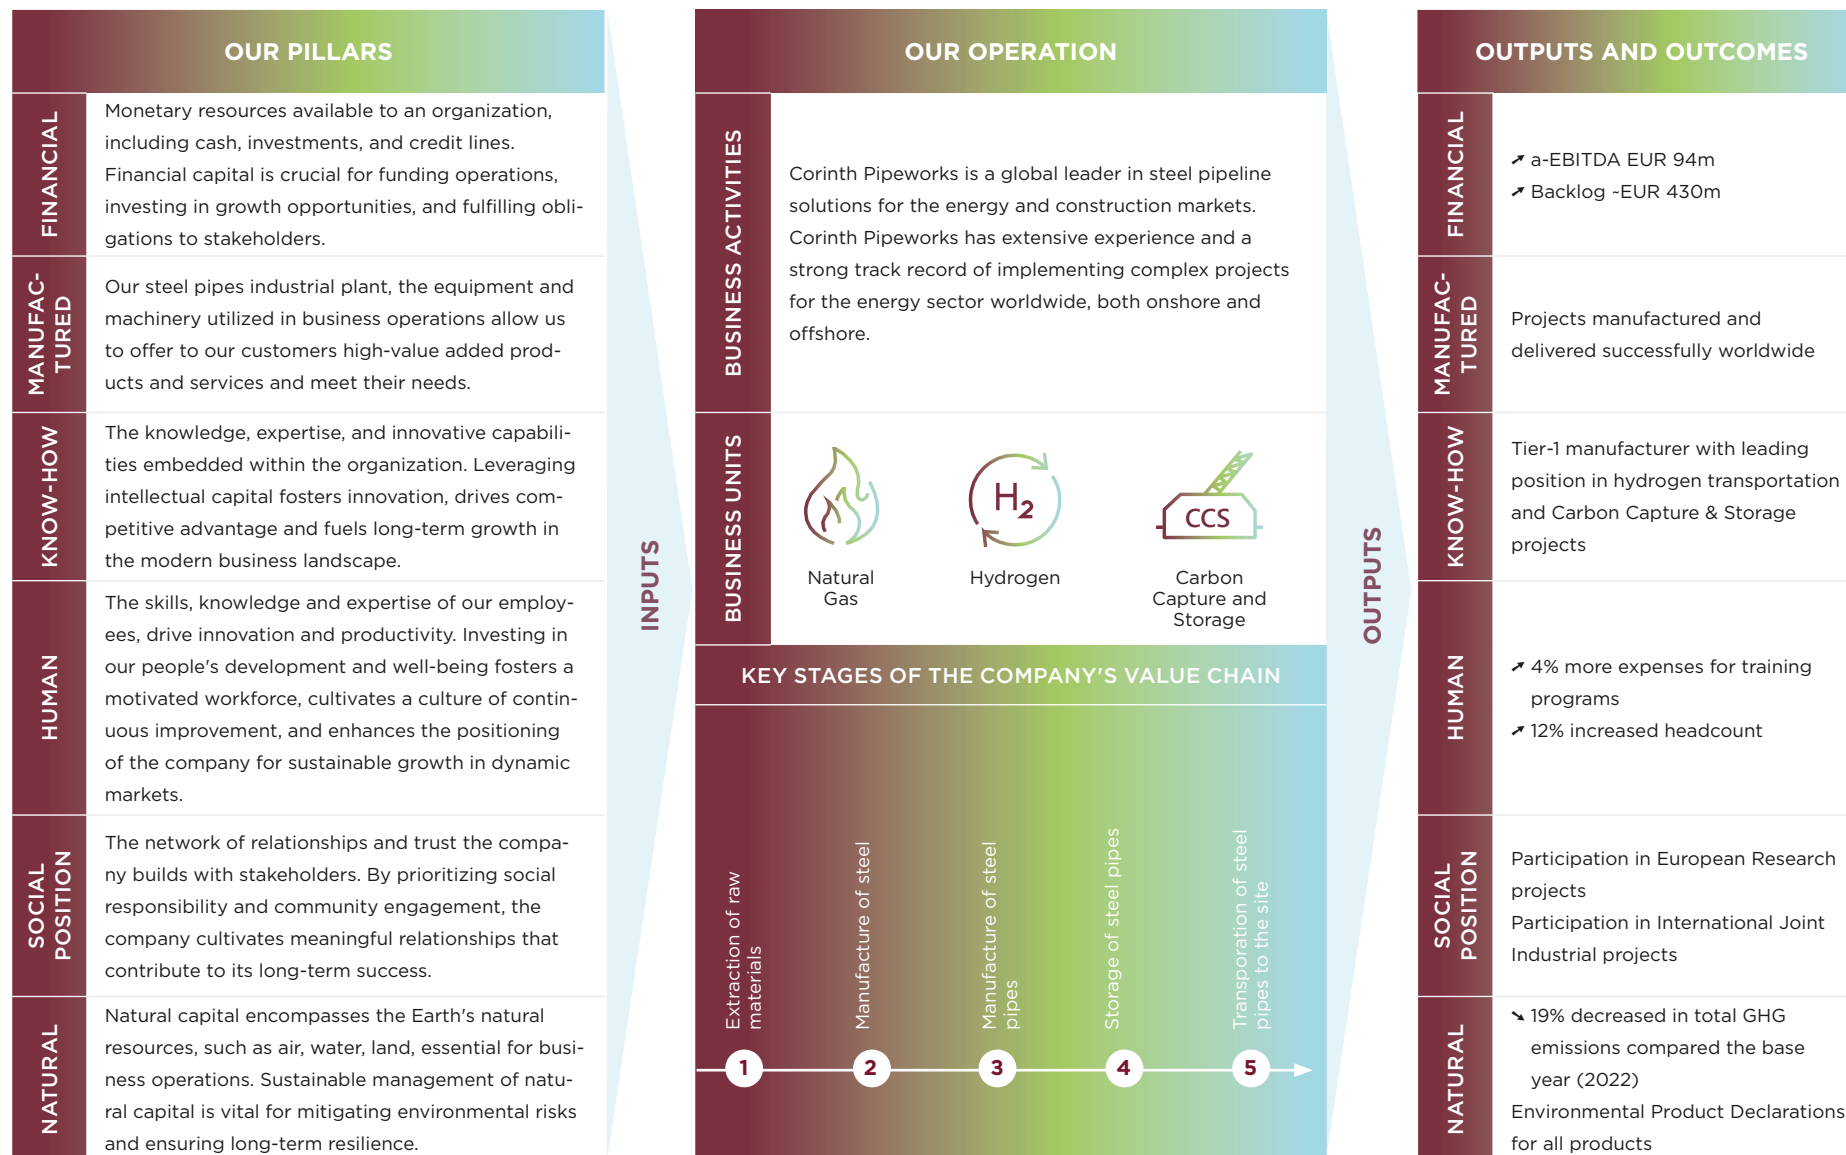 OUR PILLARS
FINANCIAL
Monetary resources available to an organization,
including cash, investments, and credit lines.
Financial capital is crucial for funding operations,
investing in growth opportunities, and fulfilling obli-
gations to stakeholders.
MANUFAC-
TURED
Our steel pipes industrial plant, the equipment and
machinery utilized in business operations allow us
to offer to our customers high-value added prod-
ucts and services and meet their needs.
KNOW-HOW
The knowledge, expertise, and innovative capabili-
ties embedded within the organization. Leveraging
intellectual capital fosters innovation, drives com-
petitive advantage and fuels long-term growth in
the modern business landscape.
HUMAN
The skills, knowledge and expertise of our employ-
ees, drive innovation and productivity. Investing in
our people's development and well-being fosters a
motivated workforce, cultivates a culture of contin-
uous improvement, and enhances the positioning
of the company for sustainable growth in dynamic
markets.
SOCIAL
POSITION
The network of relationships and trust the compa-
ny builds with stakeholders. By prioritizing social
responsibility and community engagement, the
company cultivates meaningful relationships that
contribute to its long-term success.
NATURAL
Natural capital encompasses the Earth's natural
resources, such as air, water, land, essential for busi-
ness operations. Sustainable management of natu-
ral capital is vital for mitigating environmental risks
and ensuring long-term resilience.
INPUTS
OUR OPERATION
BUSINESS ACTIVITIES
Corinth Pipeworks is a global leader in steel pipeline
solutions for the energy and construction markets.
Corinth Pipeworks has extensive experience and a
strong track record of implementing complex projects
for the energy sector worldwide, both onshore and
offshore.
BUSINESS UNITS
Natural
Gas
H2
Hydrogen
CCS
Carbon
Capture and
Storage
KEY STAGES OF THE COMPANY'S VALUE CHAIN
Extraction of raw
materials
1
Manufacture of steel
2
Manufacture of steel
pipes
3
Storage of steel pipes
4
Transporation of steel
pipes to the site
5
OUTPUTS
OUTPUTS AND OUTCOMES
FINANCIAL
➚ a-EBITDA EUR 94m
➚ Backlog ~EUR 430m
MANUFAC-
TURED
Projects manufactured and
delivered successfully worldwide
KNOW-HOW
Tier-1 manufacturer with leading
position in hydrogen transportation
and Carbon Capture & Storage
projects
HUMAN
➚ 4% more expenses for training
programs
➚ 12% increased headcount
SOCIAL
POSITION
Participation in European Research
projects
Participation in International Joint
Industrial projects
NATURAL
➘ 19% decreased in total GHG
emissions compared the base
year (2022)
Environmental Product Declarations
for all products